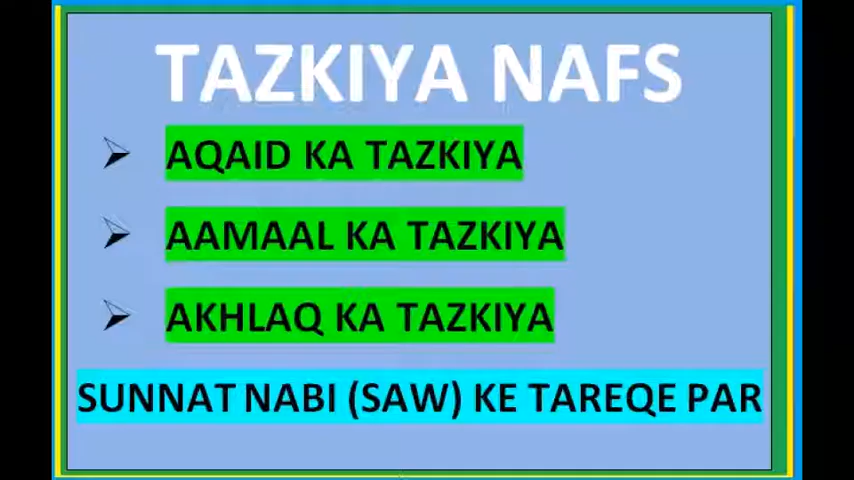 TAZKIYA NAFS
AQAID KA TAZKIYA
AAMAAL KA TAZKIYA
AKHLAQ KA TAZKIYA
SUNNAT NABI (SAW) KE TAREQE PAR